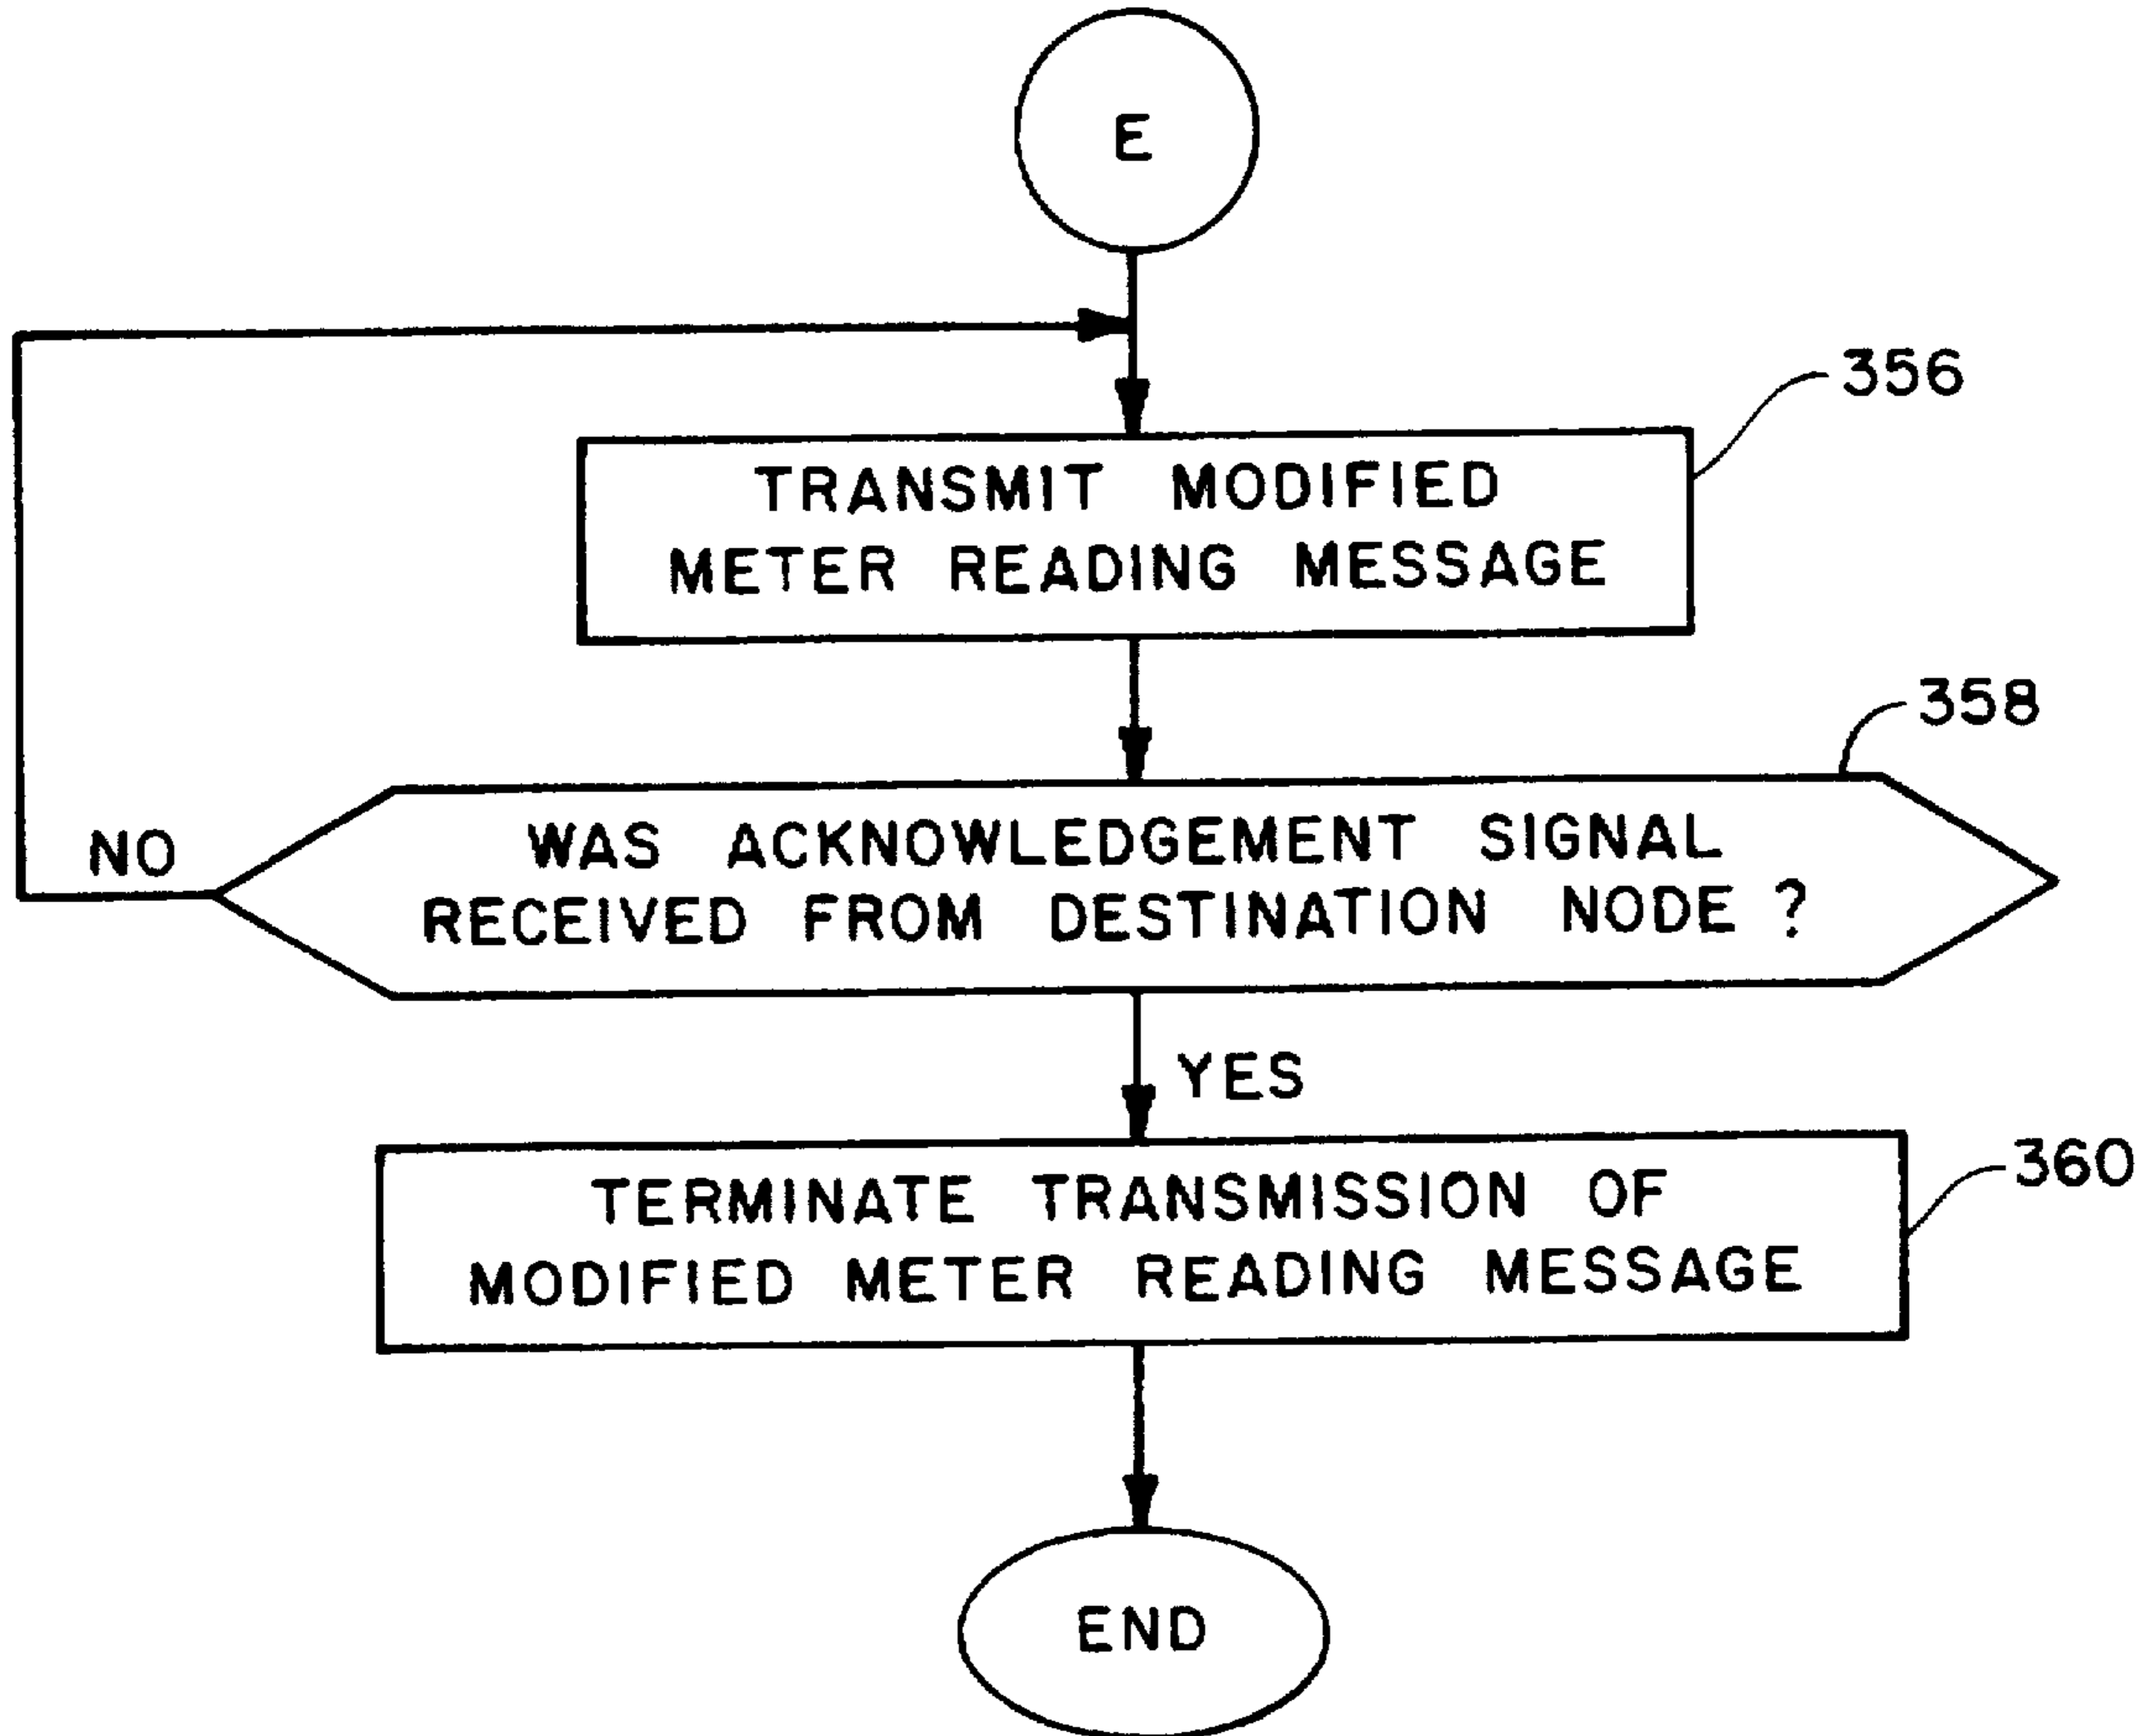 E
356
TRANSMIT MODIFIED
METER READING MESSAGE
358
NO
WAS ACKNOWLEDGEMENT SIGNAL
RECEIVED FROM DESTINATION NODE ?
YES
360
TERMINATE TRANSMISSION OF
MODIFIED METER READING MESSAGE
END